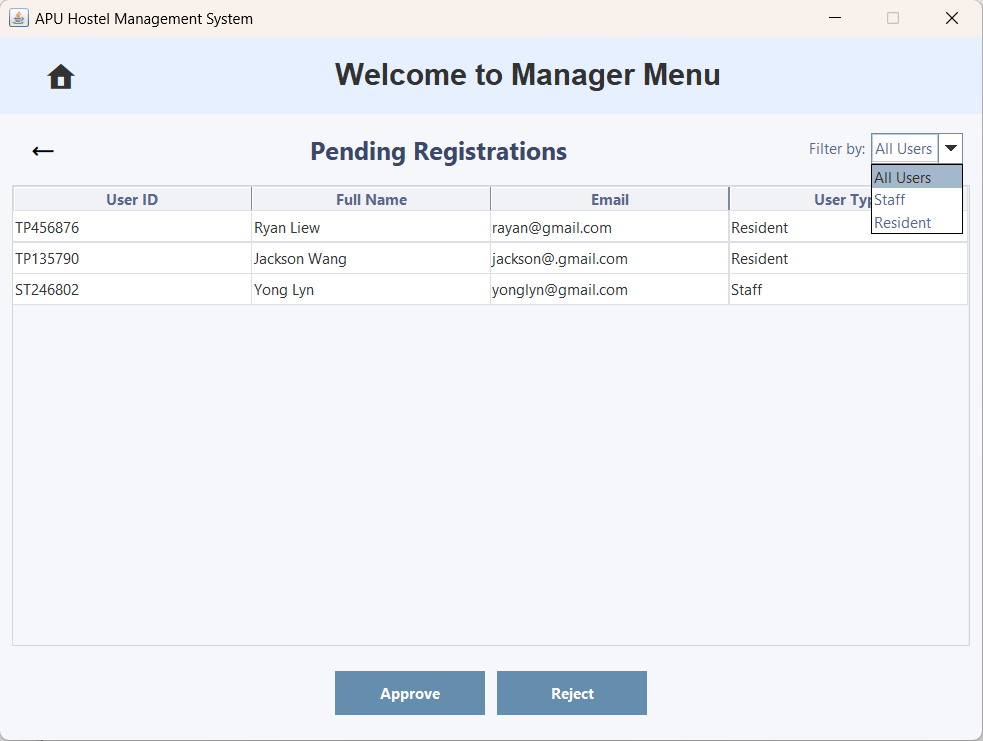 APU Hostel Management System
Welcome to Manager Menu
Pending Registrations
Filter by: All Users
All Users
Staff
Resident
User ID Full Name Email User Typ
TP456876 Ryan Liew rayan@gmail.com Resident
TP135790 Jackson Wang jackson@.gmail.com Resident
ST246802 Yong Lyn yonglyn@gmail.com Staff
Approve Reject